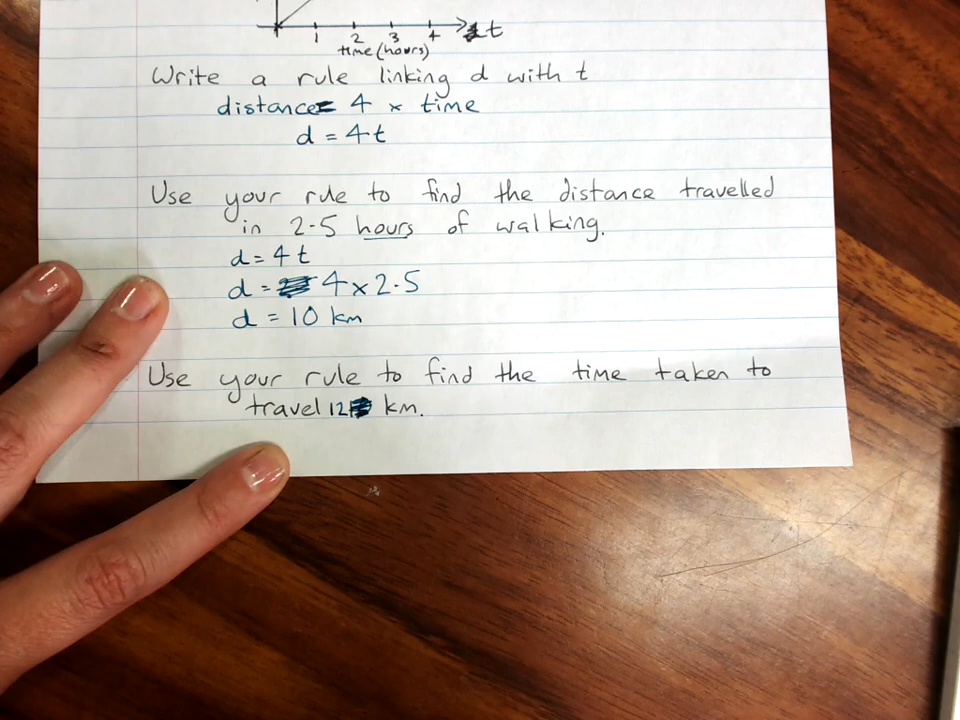 1 2 3 4 t
time (hours)
Write a rule linking d with t
distance = 4 × time
d = 4t
Use your rule to find the distance travelled
in 2.5 hours of walking.
d = 4t
d = 4 × 2.5
d = 10 km
Use your rule to find the time taken to
travel 12 km.